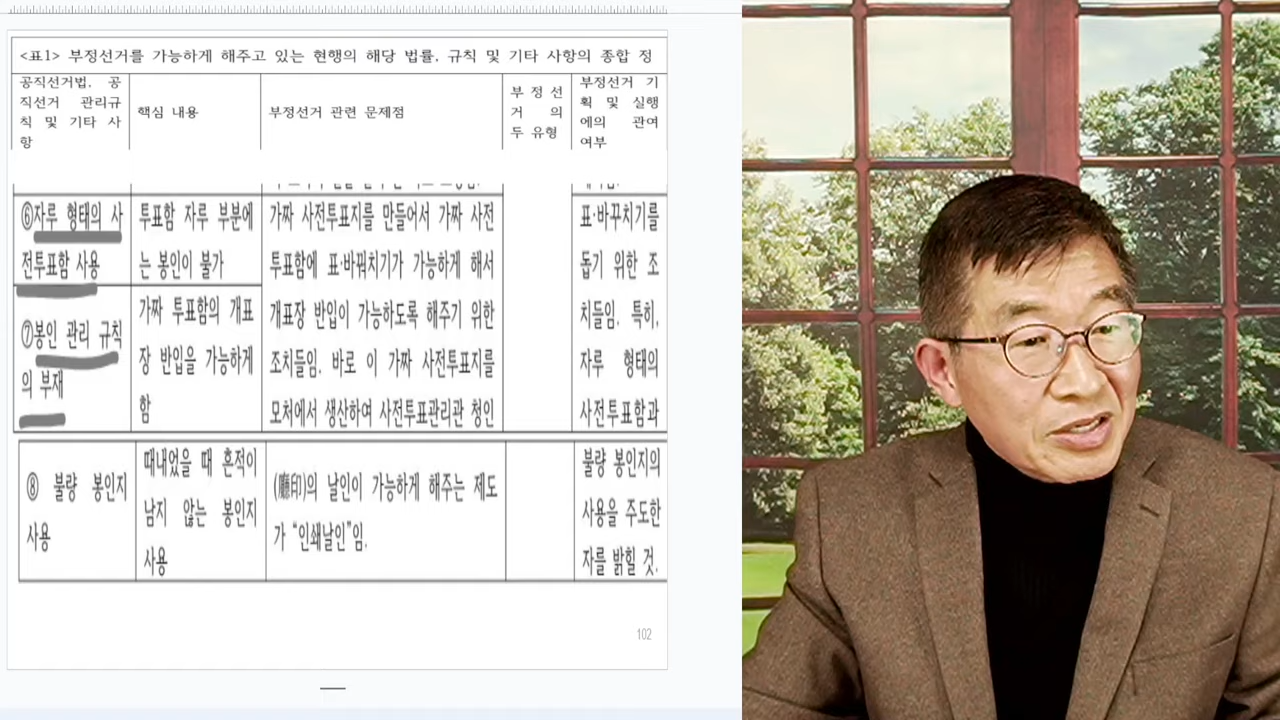 <표1> 부정선거를 가능하게 해주고 있는 현행의 해당 법률, 규칙 및 기타 사항의 종합 정
공직선거법, 공
직선거 관리규
칙 및 기타 사
항
핵심 내용
부정선거 관련 문제점
부 정 선
거 의
두 유형
부정선거 기
획 및 실행
에의 관여
여부
⑥자루 형태의 사
전투표함 사용
투표함 자루 부분에
는 봉인이 불가
⑦봉인 관리 규칙
의 부재
가짜 투표함의 개표
장 반입을 가능하게
함
가짜 사전투표지를 만들어서 가짜 사전
투표함에 표·바꿔치기가 가능하게 해서
개표장 반입이 가능하도록 해주기 위한
조치들임. 바로 이 가짜 사전투표지를
모처에서 생산하여 사전투표관리관 청인
표·바꾸치기를
돕기 위한 조
치들임. 특히,
자루 형태의
사전투표함과
⑧ 불량 봉인지
사용
때내었을 때 흔적이
남지 않는 봉인지
사용
(廳印)의 날인이 가능하게 해주는 제도
가 "인쇄날인"임.
불량 봉인지의
사용을 주도한
자를 밝힐 것.
102